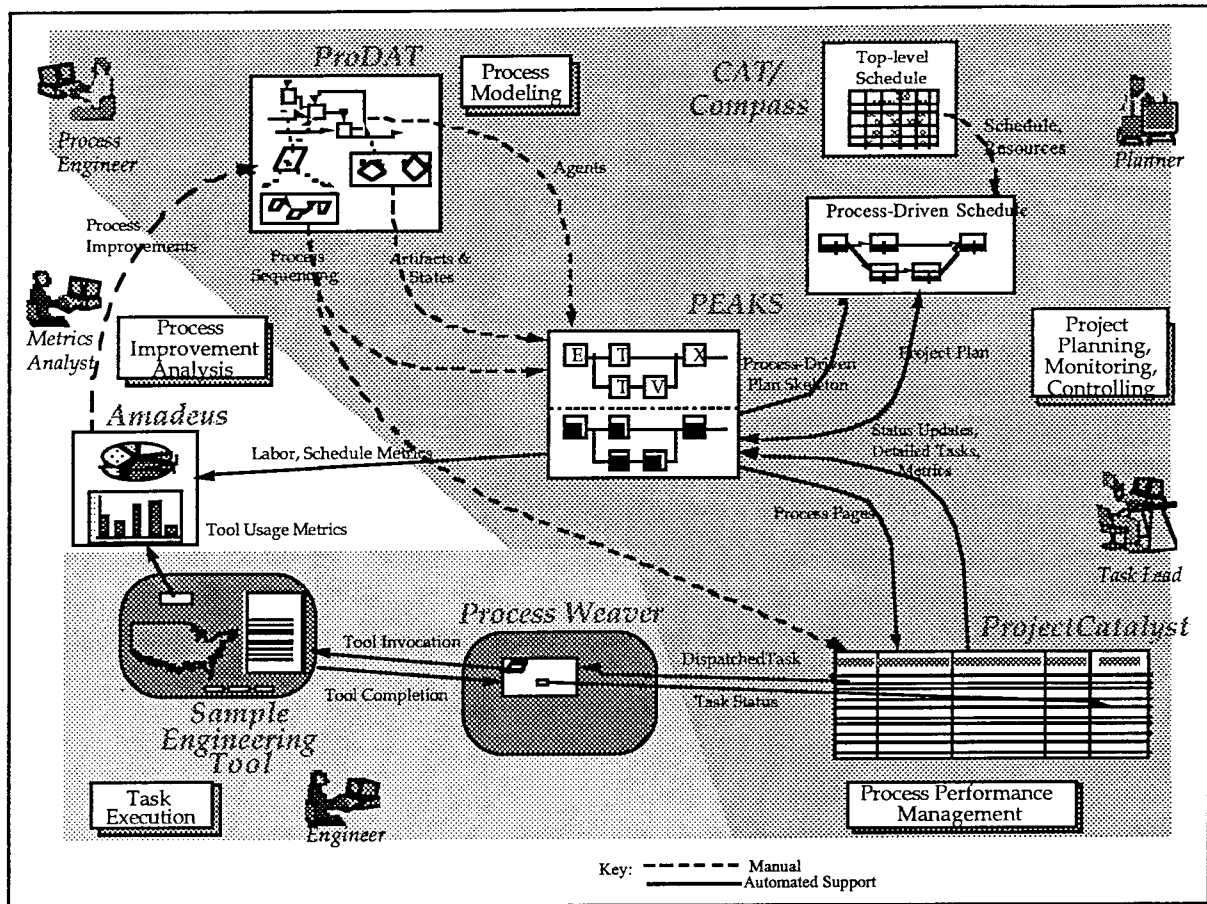 ProDAT
Process
Modeling
CAT/
Compass
Top-level
Schedule
Process
Engineer
Schedule,
Resources
Planner
Agents
Process
Improvements
Process
Sequencing
Artifacts &
States
Process-Driven Schedule
Metrics
Analyst
Process
Improvement
Analysis
PEAKS
E T X
T V
Process-Driven
Plan Skeleton
Project Plan
Project
Planning,
Monitoring,
Controlling
Amadeus
Labor, Schedule Metrics
Status Updates,
Detailed Tasks,
Metrics
Process Pages
Tool Usage Metrics
Task Lead
Process Weaver
ProjectCatalyst
Tool Invocation
Tool Completion
DispatchedTask
Task Status
Sample
Engineering
Tool
Task
Execution
Engineer
Process Performance
Management
Key: Manual
Automated Support